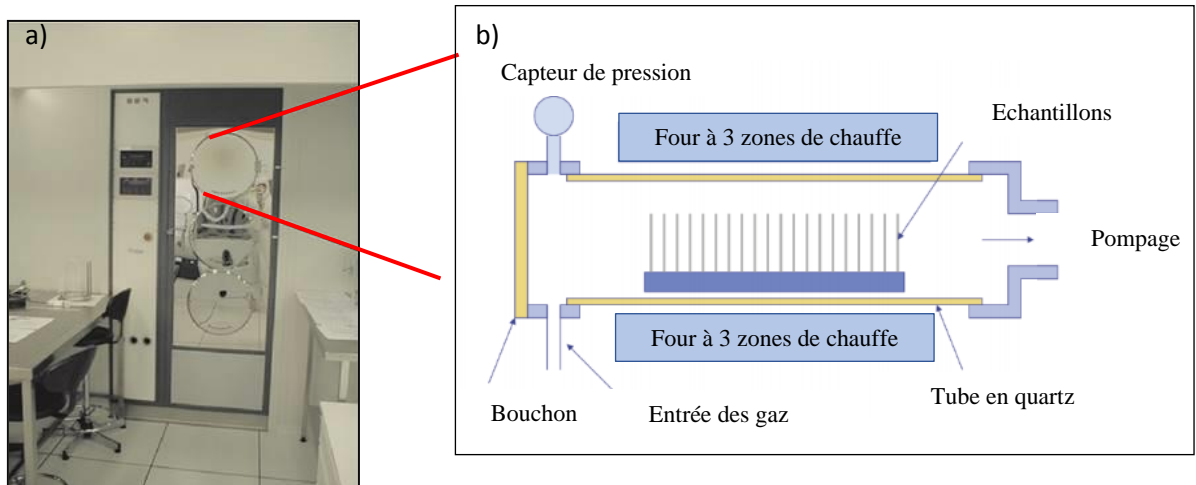 a)
b)
Capteur de pression
Echantillons
Four à 3 zones de chauffe
Pompage
Four à 3 zones de chauffe
Tube en quartz
Bouchon
Entrée des gaz